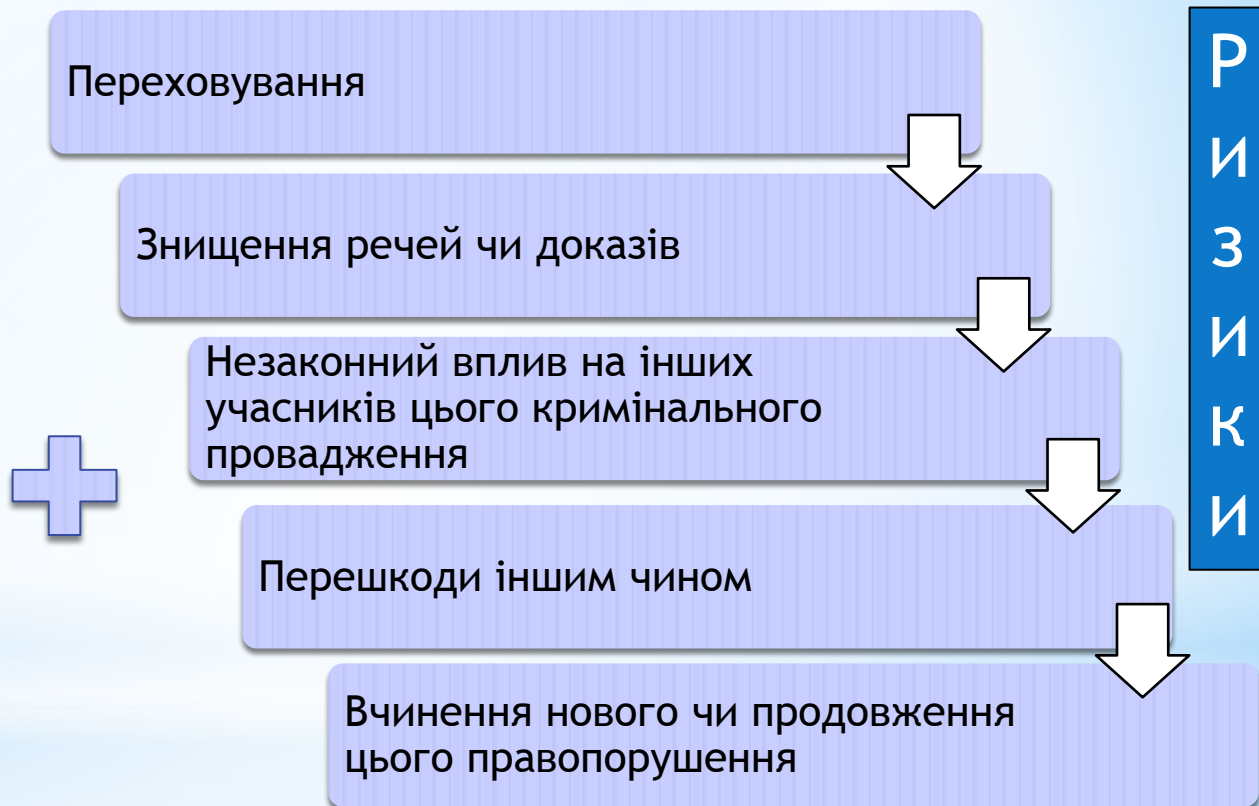 Переховування
Знищення речей чи доказів
Незаконний вплив на інших
учасників цього кримінального
провадження
Перешкоди іншим чином
Вчинення нового чи продовження
цього правопорушення
Ризики